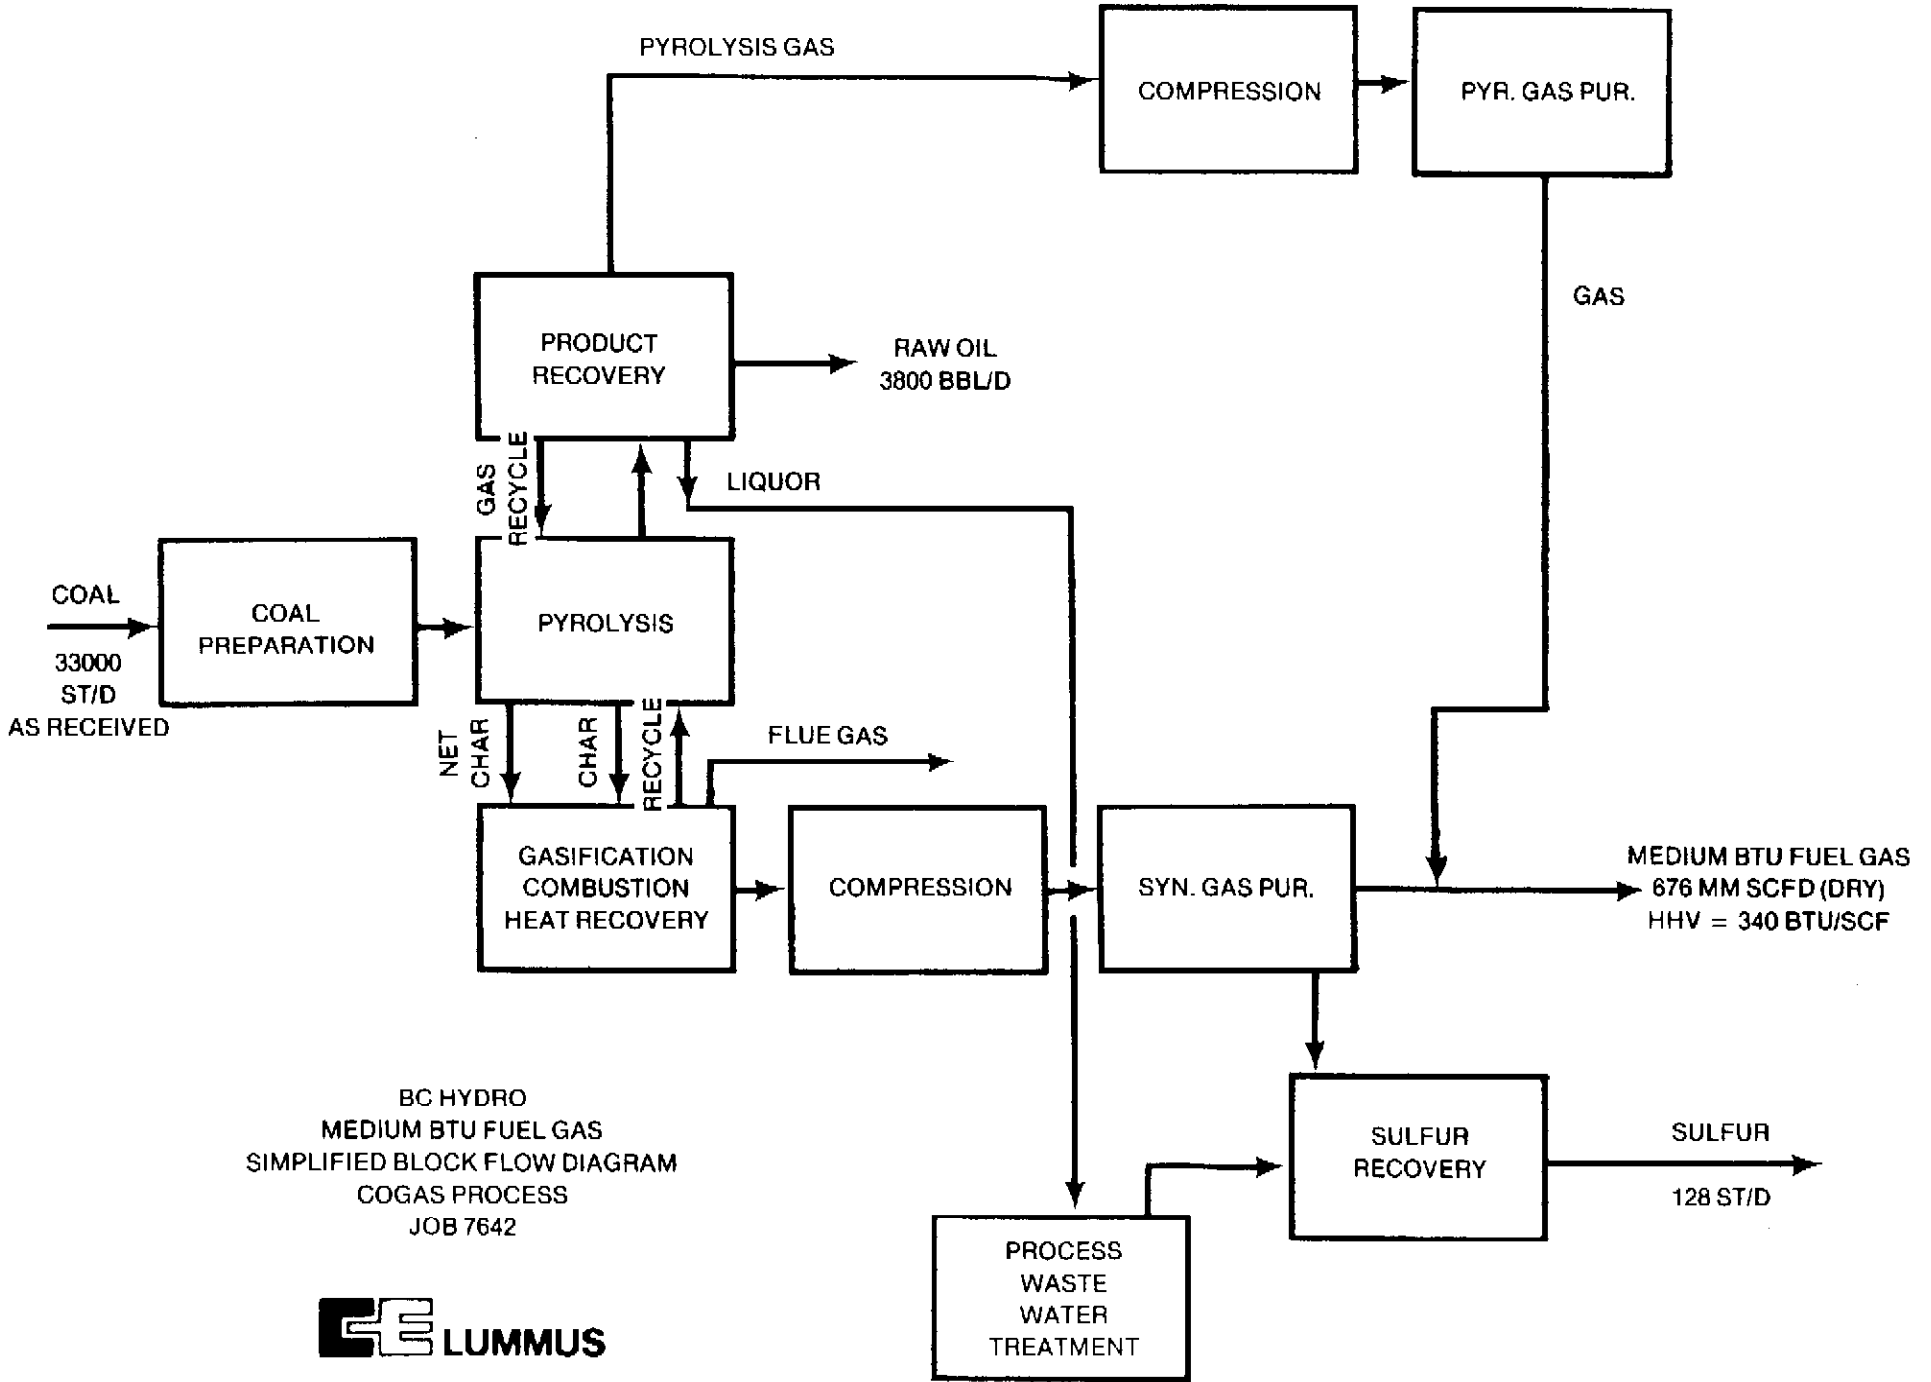 PYROLYSIS GAS
COMPRESSION
PYR. GAS PUR.
GAS
PRODUCT
RECOVERY
RAW OIL
3800 BBL/D
GAS
RECYCLE
LIQUOR
COAL
33000
ST/D
AS RECEIVED
COAL
PREPARATION
PYROLYSIS
NET
CHAR
CHAR
RECYCLE
FLUE GAS
GASIFICATION
COMBUSTION
HEAT RECOVERY
COMPRESSION
SYN. GAS PUR.
MEDIUM BTU FUEL GAS
676 MM SCFD (DRY)
HHV = 340 BTU/SCF
BC HYDRO
MEDIUM BTU FUEL GAS
SIMPLIFIED BLOCK FLOW DIAGRAM
COGAS PROCESS
JOB 7642
SULFUR
RECOVERY
SULFUR
128 ST/D
PROCESS
WASTE
WATER
TREATMENT
CE LUMMUS